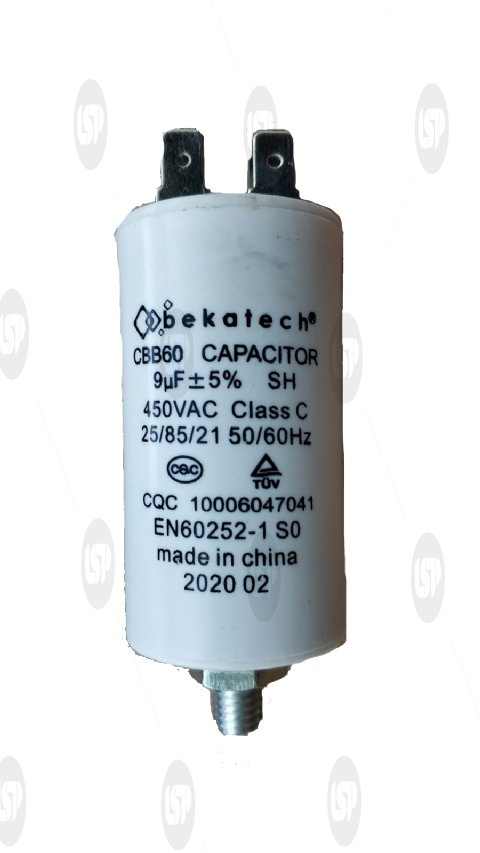 bekatech®
CBB60 CAPACITOR
9µF±5% SH
450VAC Class C
25/85/21 50/60Hz
TÜV
CQC 10006047041
EN60252-1 S0
made in china
2020 02